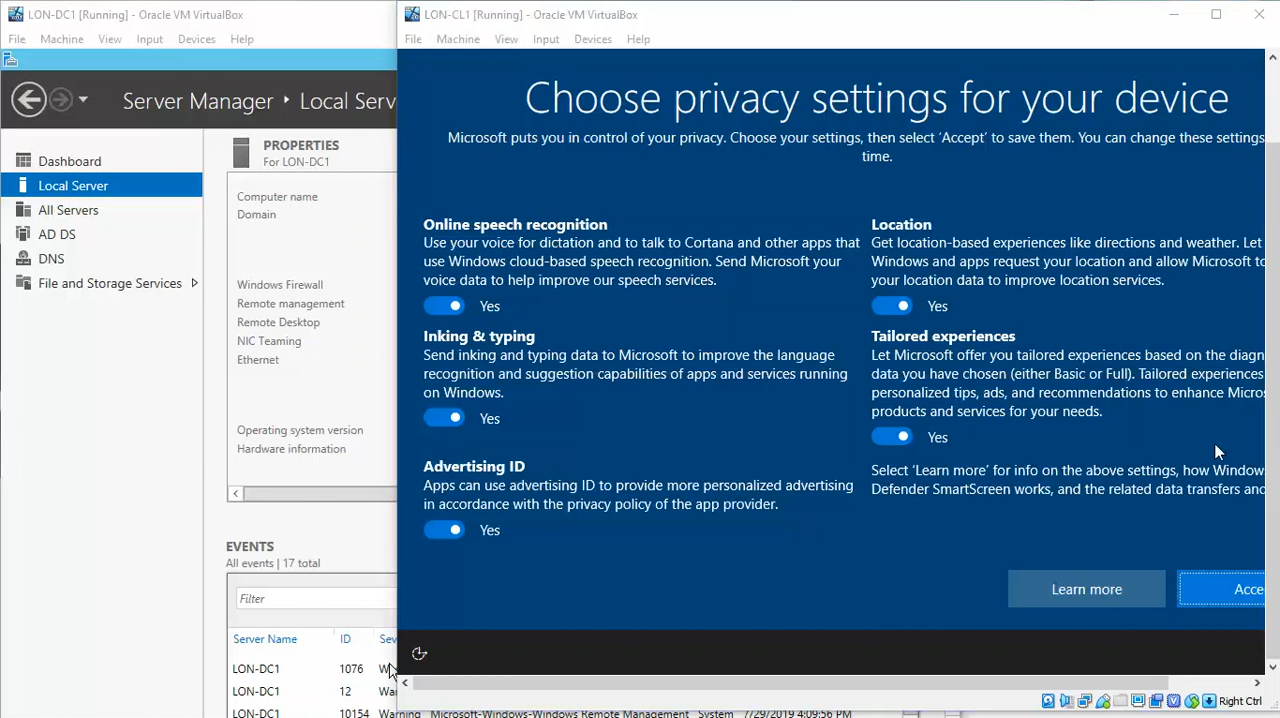 LON-DC1 [Running] - Oracle VM VirtualBox
File Machine View Input Devices Help
Server Manager ‣ Local Serv
Dashboard
Local Server
All Servers
AD DS
DNS
File and Storage Services
PROPERTIES
For LON-DC1
Computer name
Domain
Windows Firewall
Remote management
Remote Desktop
NIC Teaming
Ethernet
Operating system version
Hardware information
EVENTS
All events | 17 total
Filter
Server Name ID Sev
LON-DC1 1076 W
LON-DC1 12 Wa
LON-DC1 10154 Warning Microsoft-Windows-Windows Remote Management System 7/29/2019 4:09:56 PM
LON-CL1 [Running] - Oracle VM VirtualBox
File Machine View Input Devices Help
Choose privacy settings for your device
Microsoft puts you in control of your privacy. Choose your settings, then select ‘Accept’ to save them. You can change these settings
time.
Online speech recognition
Use your voice for dictation and to talk to Cortana and other apps that
use Windows cloud-based speech recognition. Send Microsoft your
voice data to help improve our speech services.
Yes
Inking & typing
Send inking and typing data to Microsoft to improve the language
recognition and suggestion capabilities of apps and services running
on Windows.
Yes
Advertising ID
Apps can use advertising ID to provide more personalized advertising
in accordance with the privacy policy of the app provider.
Yes
Location
Get location-based experiences like directions and weather. Let
Windows and apps request your location and allow Microsoft to
your location data to improve location services.
Yes
Tailored experiences
Let Microsoft offer you tailored experiences based on the diagn
data you have chosen (either Basic or Full). Tailored experiences
personalized tips, ads, and recommendations to enhance Micros
products and services for your needs.
Yes
Select ‘Learn more’ for info on the above settings, how Window
Defender SmartScreen works, and the related data transfers and
Learn more
Acce
Right Ctrl